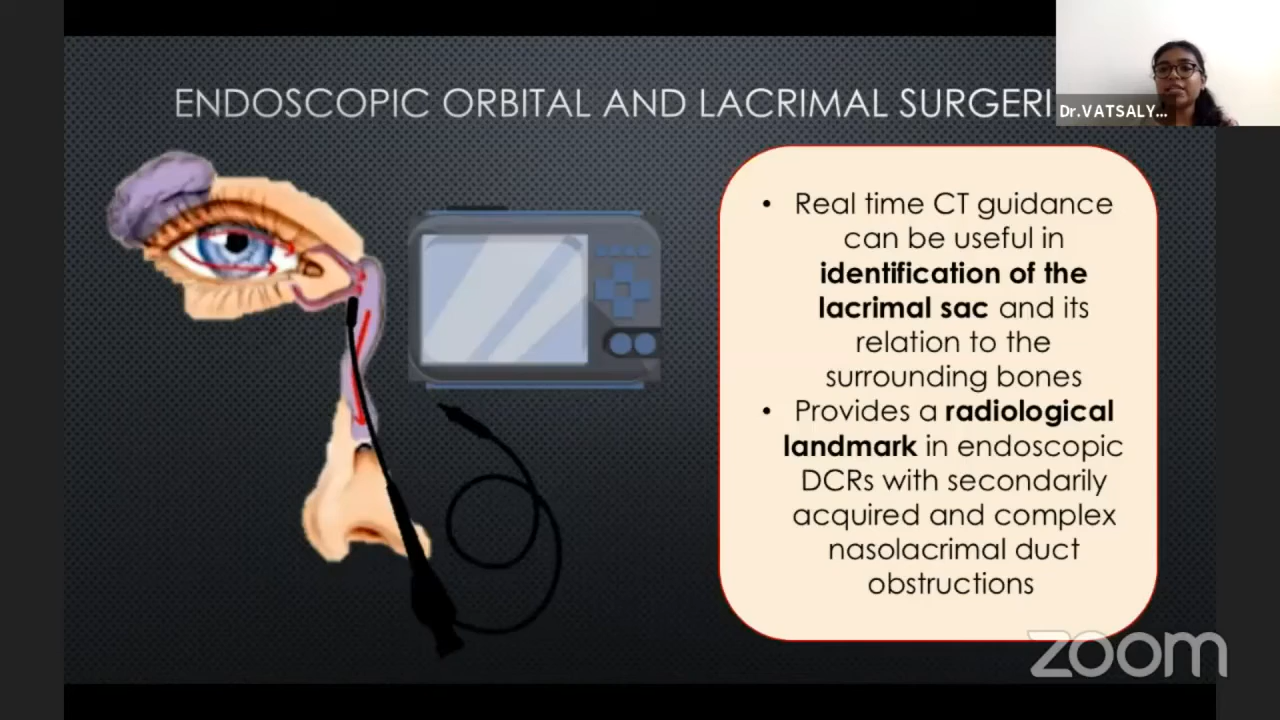 ENDOSCOPIC ORBITAL AND LACRIMAL SURGERI
Dr.VATSALY...
• Real time CT guidance
can be useful in
identification of the
lacrimal sac and its
relation to the
surrounding bones
• Provides a radiological
landmark in endoscopic
DCRs with secondarily
acquired and complex
nasolacrimal duct
obstructions
zoom